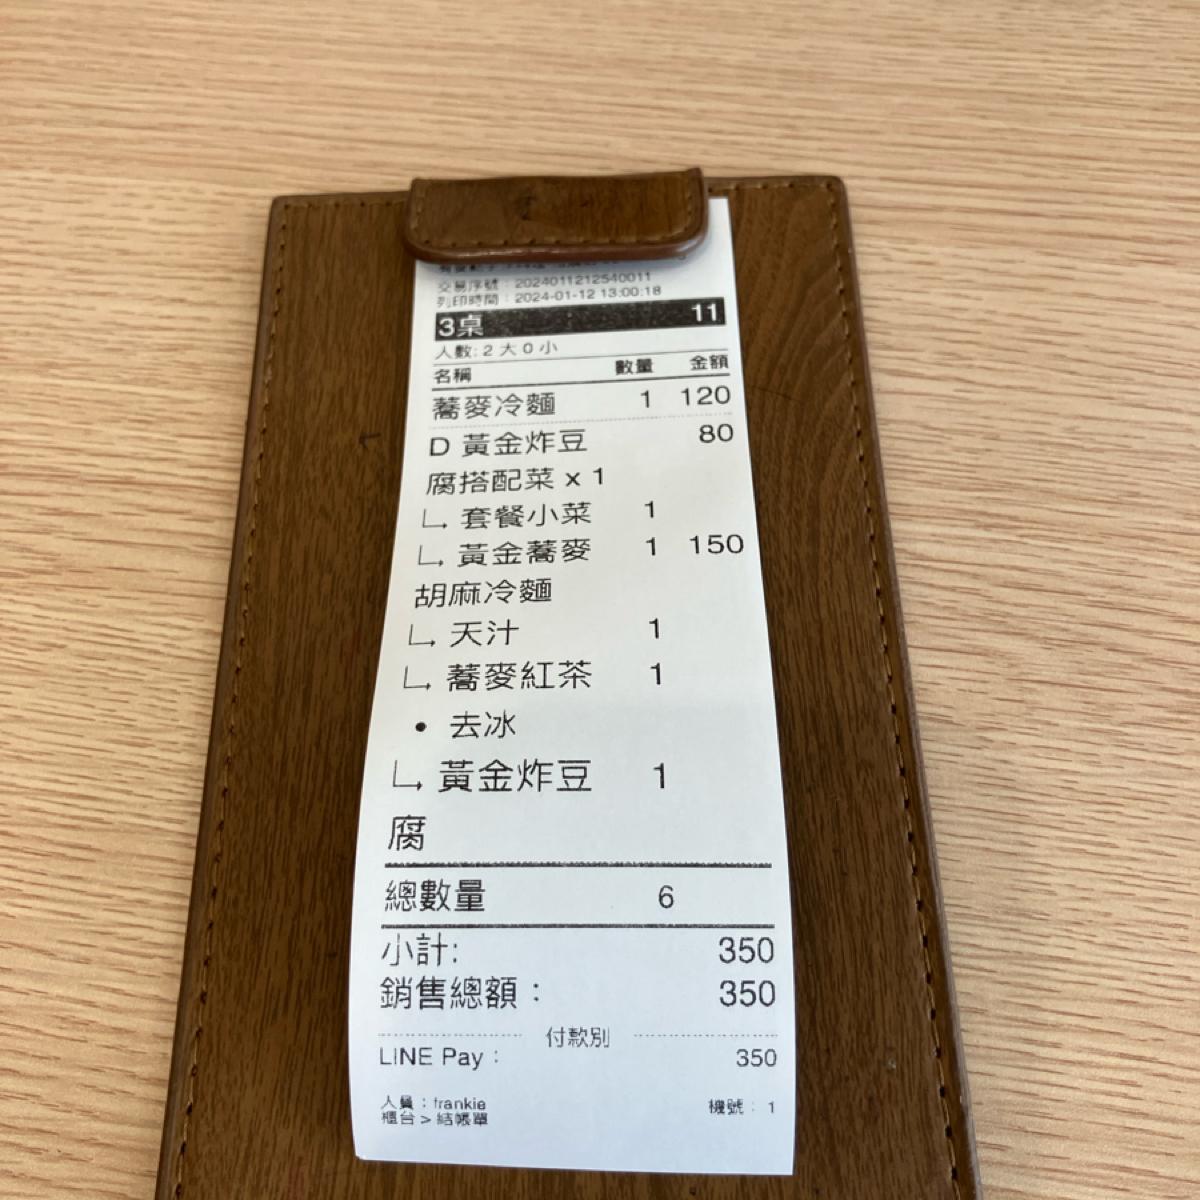 交易序號：2024011212540011
列印時間：2024-01-12 13:00:18
3桌 11
人數: 2 大 0 小
名稱 數量 金額
蕎麥冷麵 1 120
D 黃金炸豆 80
腐搭配菜 x 1
套餐小菜 1
黃金蕎麥 1 150
胡麻冷麵
天汁 1
蕎麥紅茶 1
• 去冰
黃金炸豆 1
腐
總數量 6
小計: 350
銷售總額： 350
付款別
LINE Pay： 350
人員：frankie 機號：1
櫃台 > 結帳單